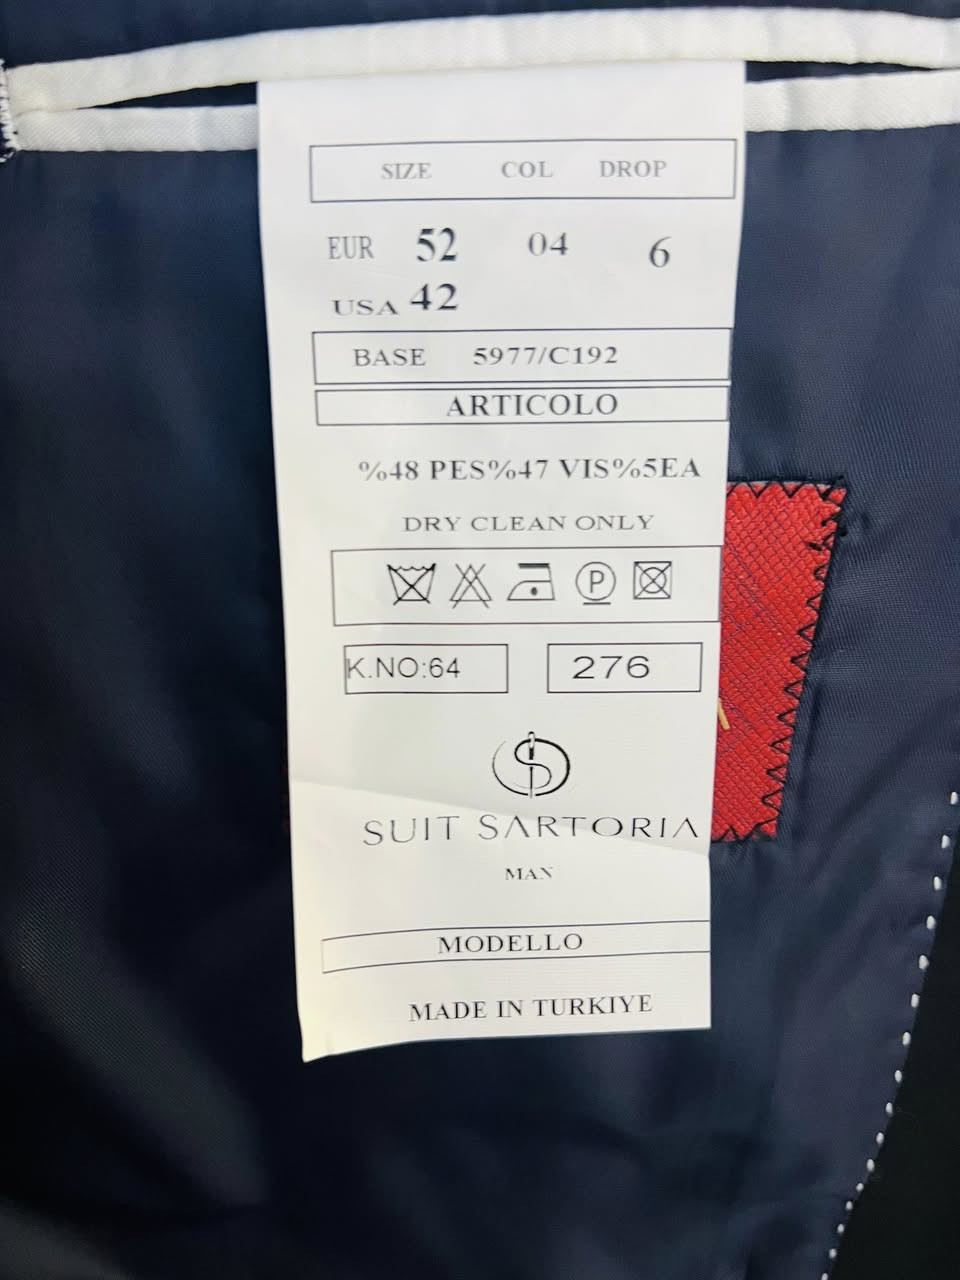 SIZE COL DROP
EUR 52 04 6
USA 42
BASE 5977/C192
ARTICOLO
%48 PES%47 VIS%5EA
DRY CLEAN ONLY
P
K.NO:64 276
SUIT SARTORIA
MAN
MODELLO
MADE IN TURKIYE